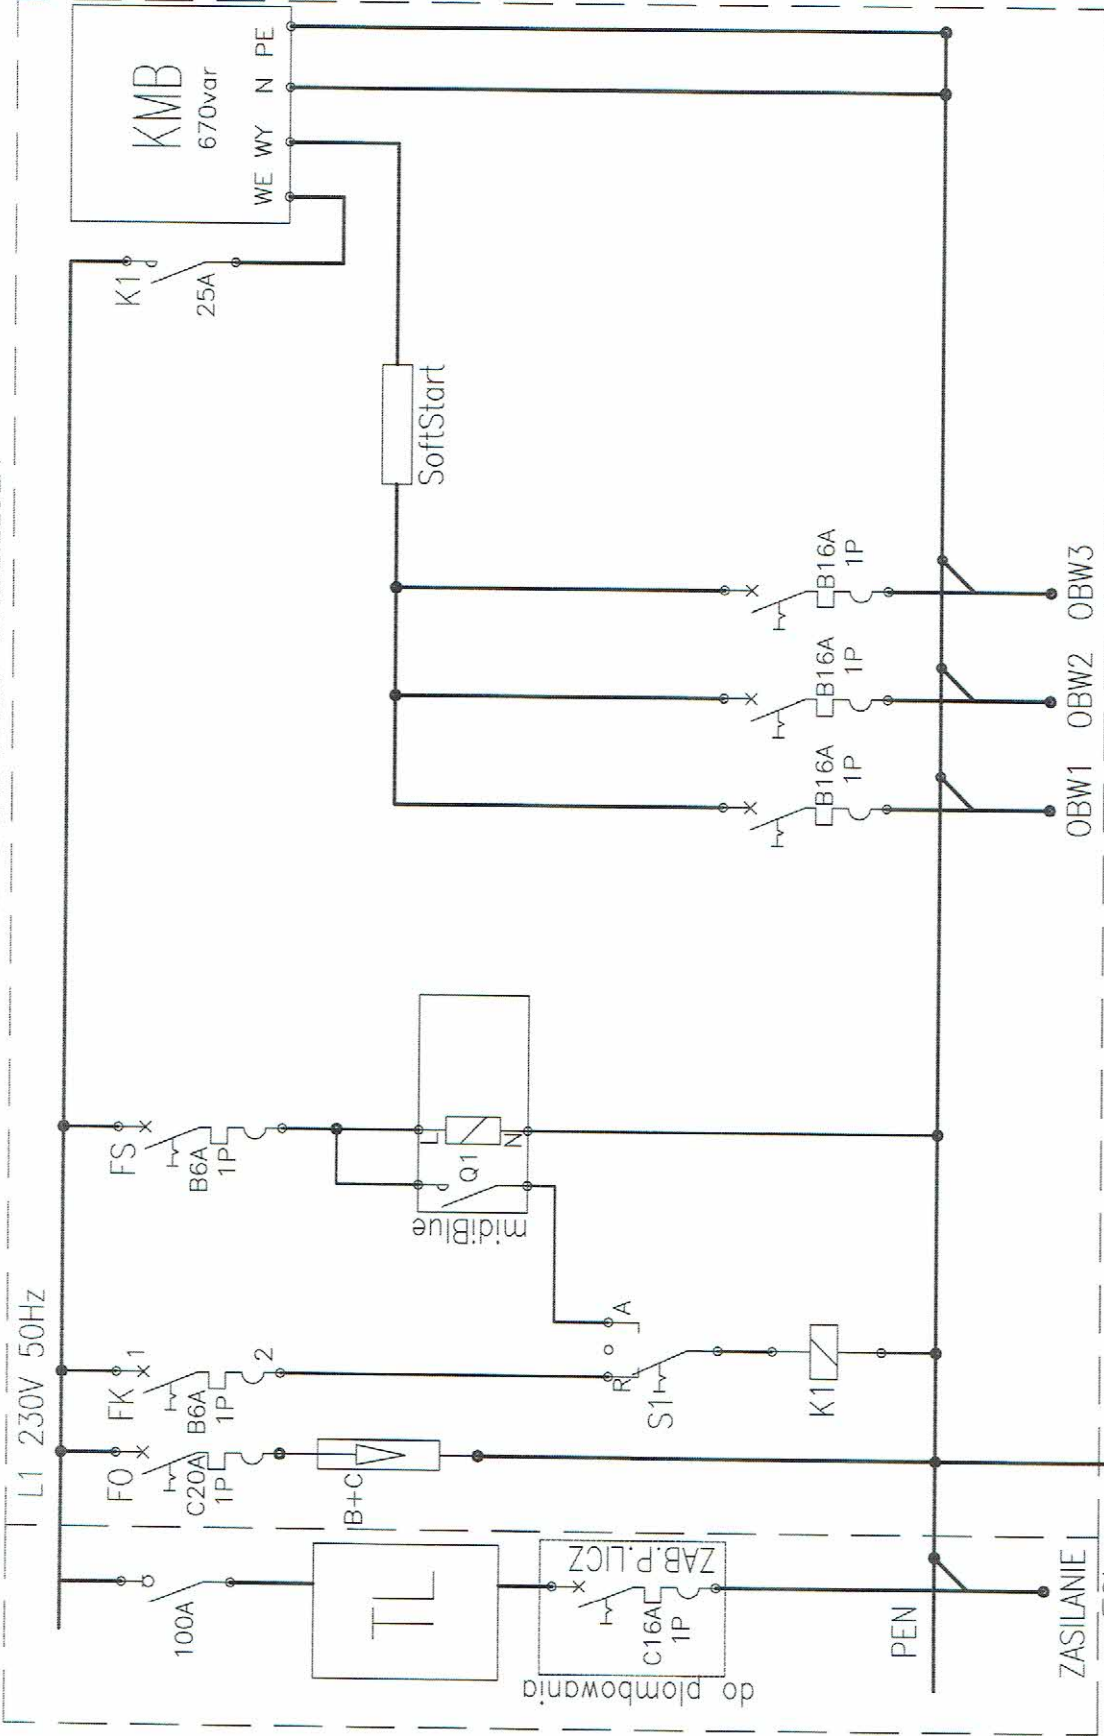 L1 230V 50Hz
100A
TL
ZAB.P.LICZ
C16A
1P
do plombowania
PEN
ZASILANIE
FO
C20A
1P
B+C
FK
1
B6A
1P
2
R
A
S1
K1
FS
B6A
1P
L
N
Q1
midiBlue
B16A
1P
OBW1
B16A
1P
OBW2
B16A
1P
OBW3
SoftStart
K1
25A
KMB
670var
WE WY N PE